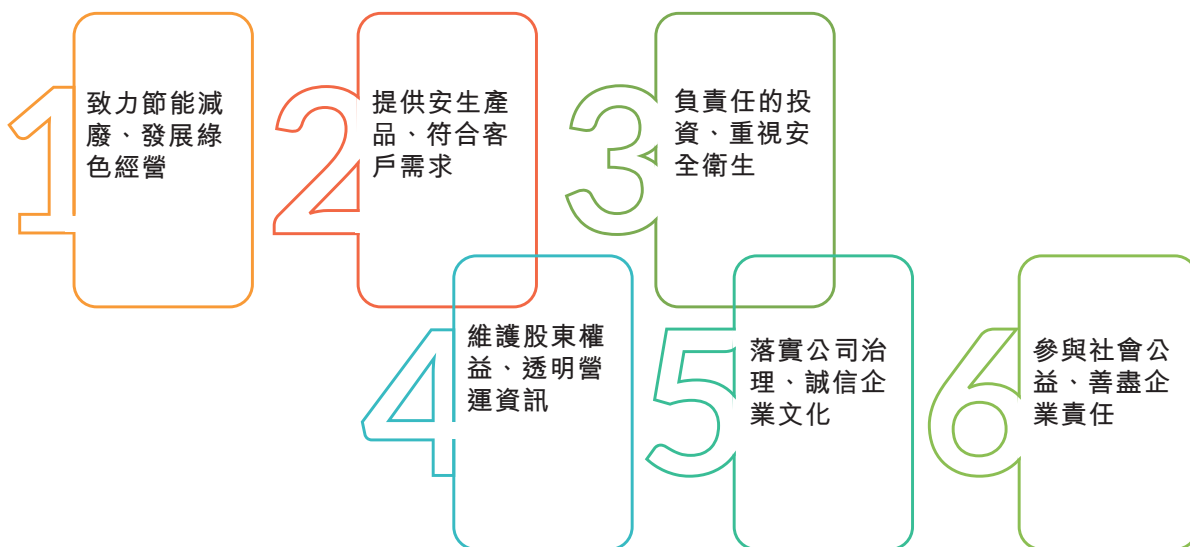 1
致力節能減
廢、發展綠
色經營
2
提供安生產
品、符合客
戶需求
3
負責任的投
資、重視安
全衛生
4
維護股東權
益、透明營
運資訊
5
落實公司治
理、誠信企
業文化
6
參與社會公
益、善盡企
業責任